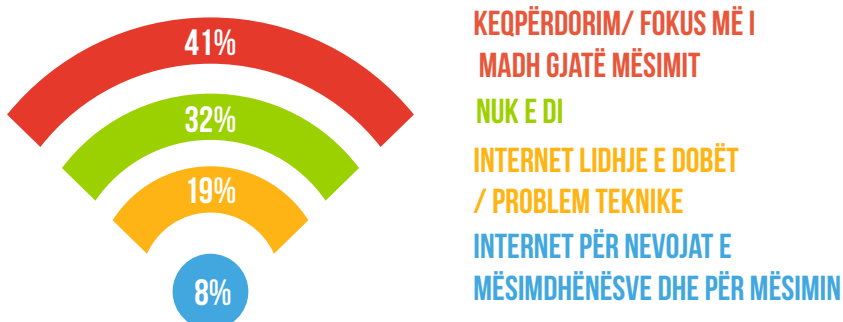 41%
32%
19%
8%
KEQPËRDORIM/ FOKUS MË I
MADH GJATË MËSIMIT
NUK E DI
INTERNET LIDHJE E DOBËT
/ PROBLEM TEKNIKE
INTERNET PËR NEVOJAT E
MËSIMDHËNËSVE DHE PËR MËSIMIN